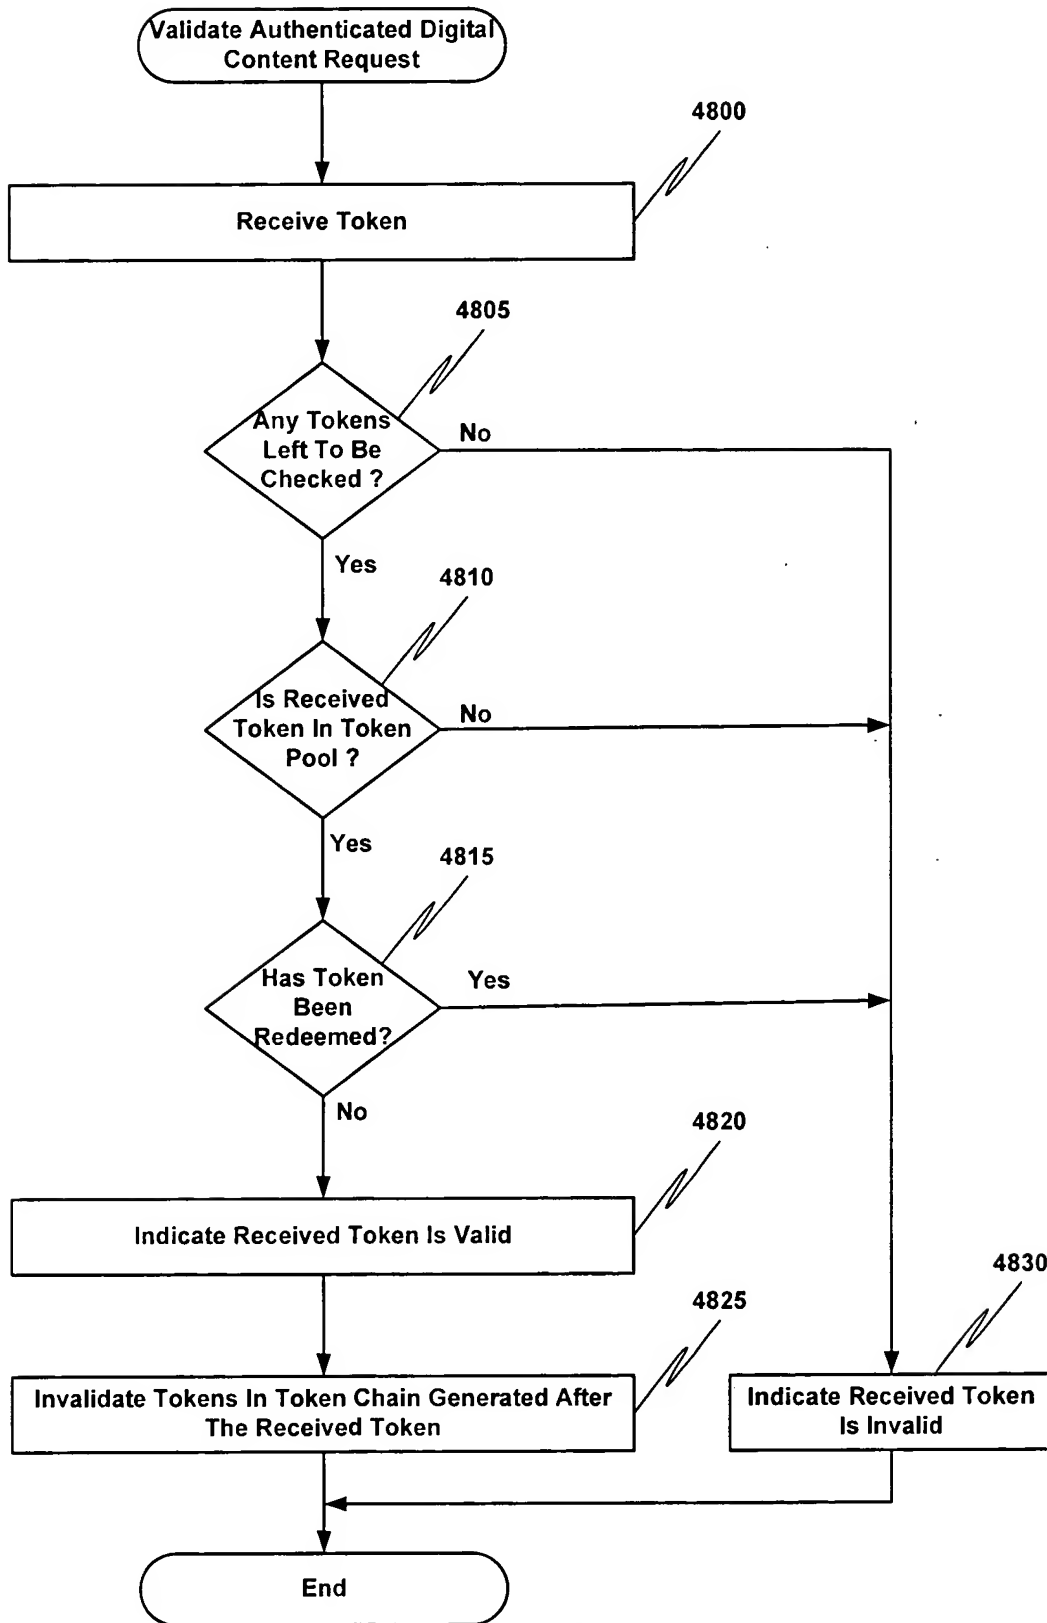 Validate Authenticated Digital
Content Request
4800
Receive Token
4805
Any Tokens
Left To Be
Checked ?
No
Yes
4810
Is Received
Token In Token
Pool ?
No
Yes
4815
Has Token
Been
Redeemed?
Yes
No
4820
Indicate Received Token Is Valid
4830
4825
Invalidate Tokens In Token Chain Generated After
The Received Token
Indicate Received Token
Is Invalid
End